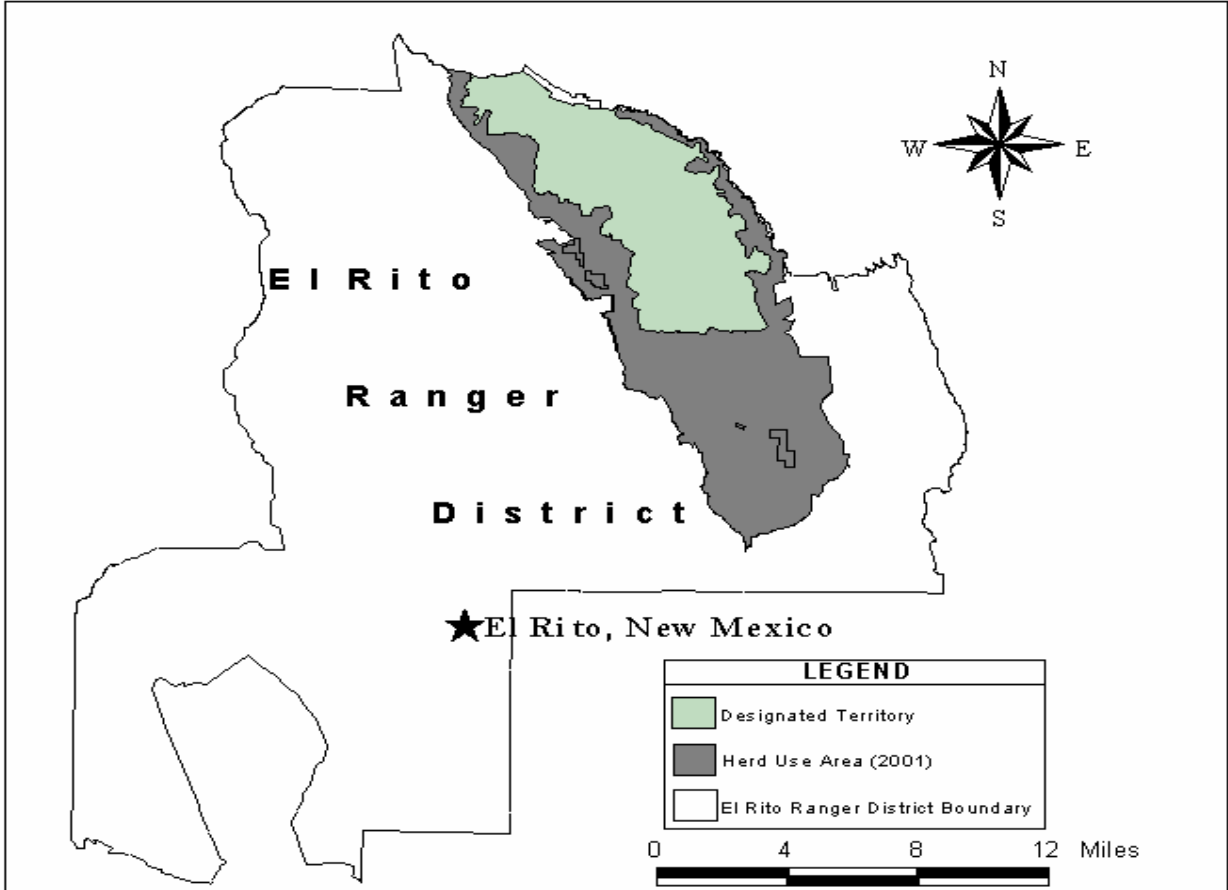 N
W E
S
El Rito
Ranger
District
El Rito, New Mexico
LEGEND
Designated Territory
Herd Use Area (2001)
El Rito Ranger District Boundary
0 4 8 12 Miles